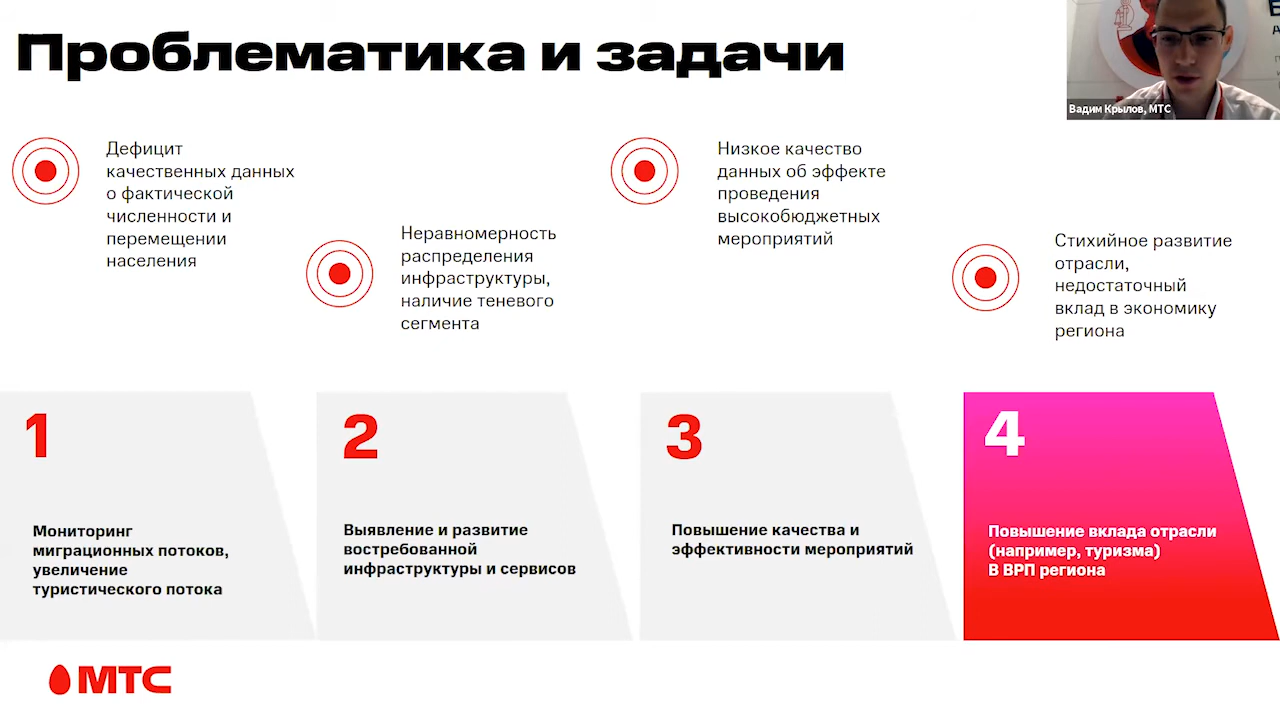 Проблематика и задачи
Вадим Крылов, МТС
Дефицит
качественных данных
о фактической
численности и
перемещении
населения
Неравномерность
распределения
инфраструктуры,
наличие теневого
сегмента
Низкое качество
данных об эффекте
проведения
высокобюджетных
мероприятий
Стихийное развитие
отрасли,
недостаточный
вклад в экономику
региона
1
Мониторинг
миграционных потоков,
увеличение
туристического потока
2
Выявление и развитие
востребованной
инфраструктуры и сервисов
3
Повышение качества и
эффективности мероприятий
4
Повышение вклада отрасли
(например, туризма)
В ВРП региона
МТС